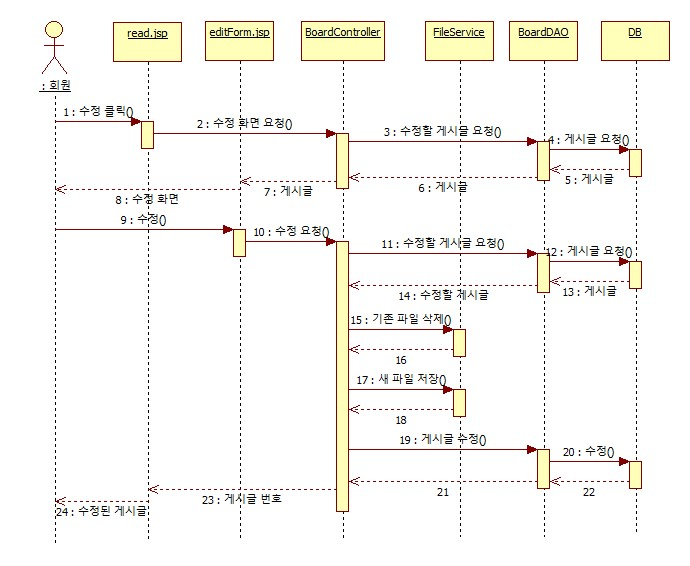 read.jsp
editForm.jsp
BoardController
FileService
BoardDAO
DB
: 회원
1 : 수정 클릭()
2 : 수정 화면 요청()
3 : 수정할 게시글 요청()
4 : 게시글 요청()
5 : 게시글
6 : 게시글
7 : 게시글
8 : 수정 화면
9 : 수정()
10 : 수정 요청()
11 : 수정할 게시글 요청()
12 : 게시글 요청()
13 : 게시글
14 : 수정할 게시글
15 : 기존 파일 삭제()
16
17 : 새 파일 저장()
18
19 : 게시글 수정()
20 : 수정()
21
22
23 : 게시글 번호
24 : 수정된 게시글